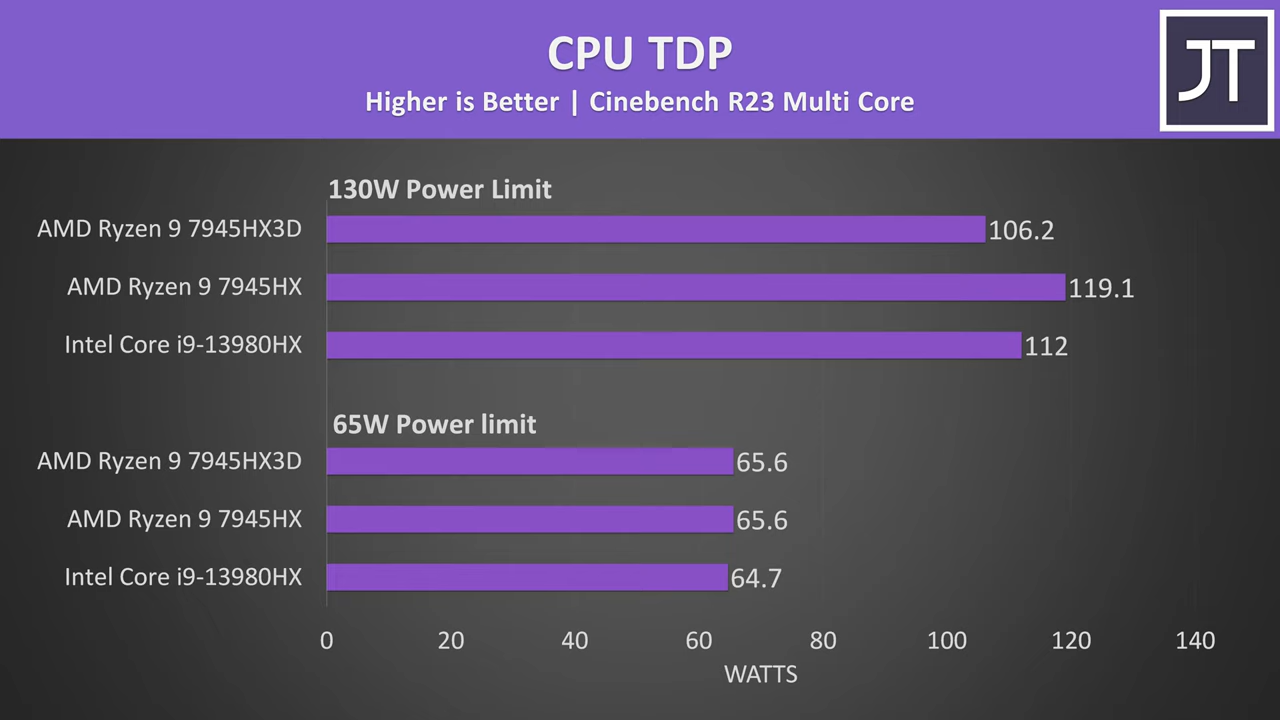 CPU TDP
Higher is Better | Cinebench R23 Multi Core
JT
130W Power Limit
AMD Ryzen 9 7945HX3D 106.2
AMD Ryzen 9 7945HX 119.1
Intel Core i9-13980HX 112
65W Power limit
AMD Ryzen 9 7945HX3D 65.6
AMD Ryzen 9 7945HX 65.6
Intel Core i9-13980HX 64.7
0 20 40 60 80 100 120 140
WATTS